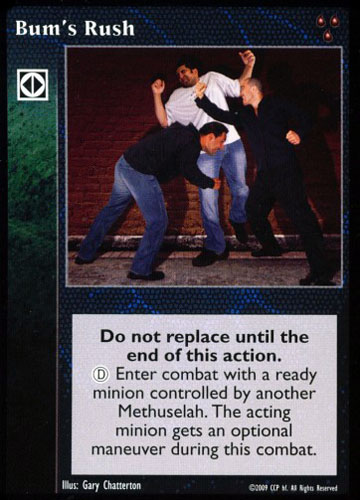 Bum's Rush
Do not replace until the
end of this action.
Ⓓ Enter combat with a ready
minion controlled by another
Methuselah. The acting
minion gets an optional
maneuver during this combat.
Illus: Gary Chatterton ©2009 CCP hf. All Rights Reserved